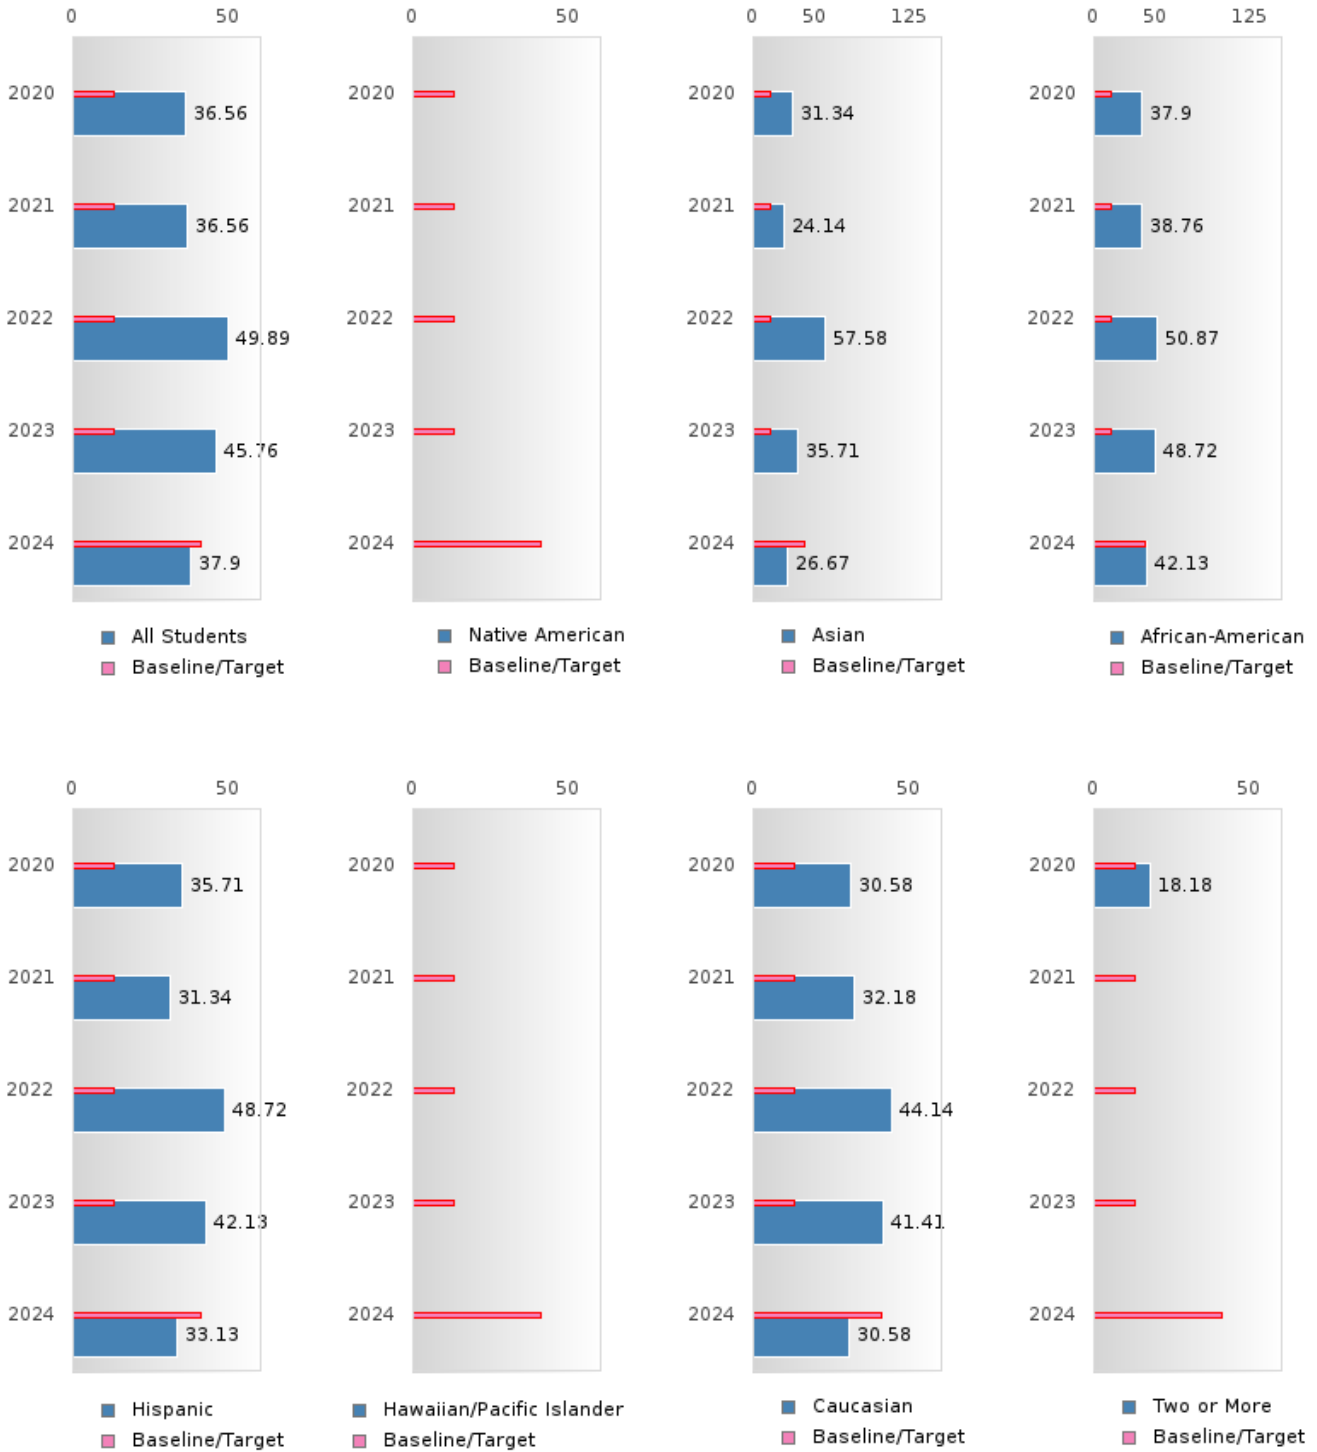 0 50 0 50 0 50 125 0 50 125
2020 36.56 2020 2020 31.34 2020 37.9
2021 36.56 2021 2021 24.14 2021 38.76
2022 49.89 2022 2022 57.58 2022 50.87
2023 45.76 2023 2023 35.71 2023 48.72
2024 37.9 2024 2024 26.67 2024 42.13
All Students Native American Asian African-American
Baseline/Target Baseline/Target Baseline/Target Baseline/Target
0 50 0 50 0 50 0 50
2020 35.71 2020 2020 30.58 2020 18.18
2021 31.34 2021 2021 32.18 2021
2022 48.72 2022 2022 44.14 2022
2023 42.13 2023 2023 41.41 2023
2024 33.13 2024 2024 30.58 2024
Hispanic Hawaiian/Pacific Islander Caucasian Two or More
Baseline/Target Baseline/Target Baseline/Target Baseline/Target